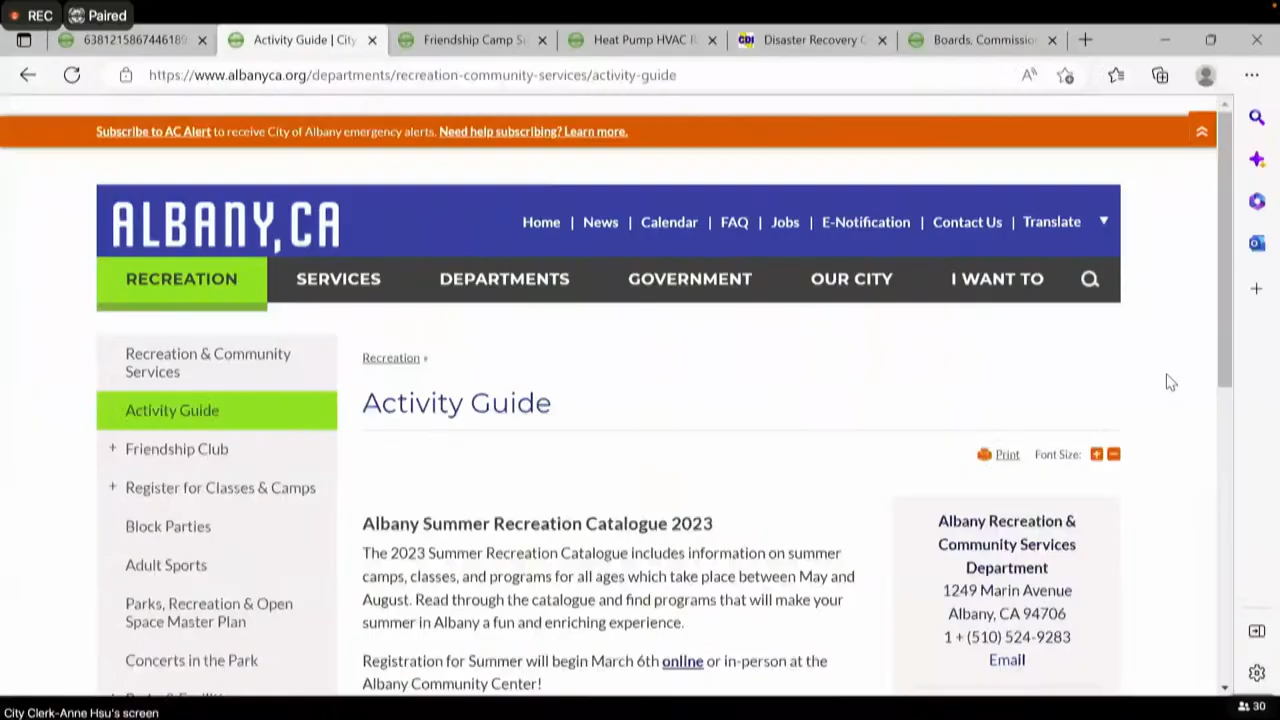 REC
Paired
6381215867446189
Activity Guide | City
Friendship Camp S
Heat Pump HVAC R
CDI
Disaster Recovery
Boards, Commissio
https://www.albanyca.org/departments/recreation-community-services/activity-guide
Subscribe to AC Alert to receive City of Albany emergency alerts. Need help subscribing? Learn more.
ALBANY, CA
Home | News | Calendar | FAQ | Jobs | E-Notification | Contact Us | Translate
RECREATION SERVICES DEPARTMENTS GOVERNMENT OUR CITY I WANT TO
Recreation & Community
Services
Activity Guide
+ Friendship Club
+ Register for Classes & Camps
Block Parties
Adult Sports
Parks, Recreation & Open
Space Master Plan
Concerts in the Park
Recreation »
Activity Guide
Print Font Size: + -
Albany Summer Recreation Catalogue 2023
The 2023 Summer Recreation Catalogue includes information on summer
camps, classes, and programs for all ages which take place between May and
August. Read through the catalogue and find programs that will make your
summer in Albany a fun and enriching experience.
Registration for Summer will begin March 6th online or in-person at the
Albany Community Center!
Albany Recreation &
Community Services
Department
1249 Marin Avenue
Albany, CA 94706
1 + (510) 524-9283
Email
City Clerk-Anne Hsu's screen
30